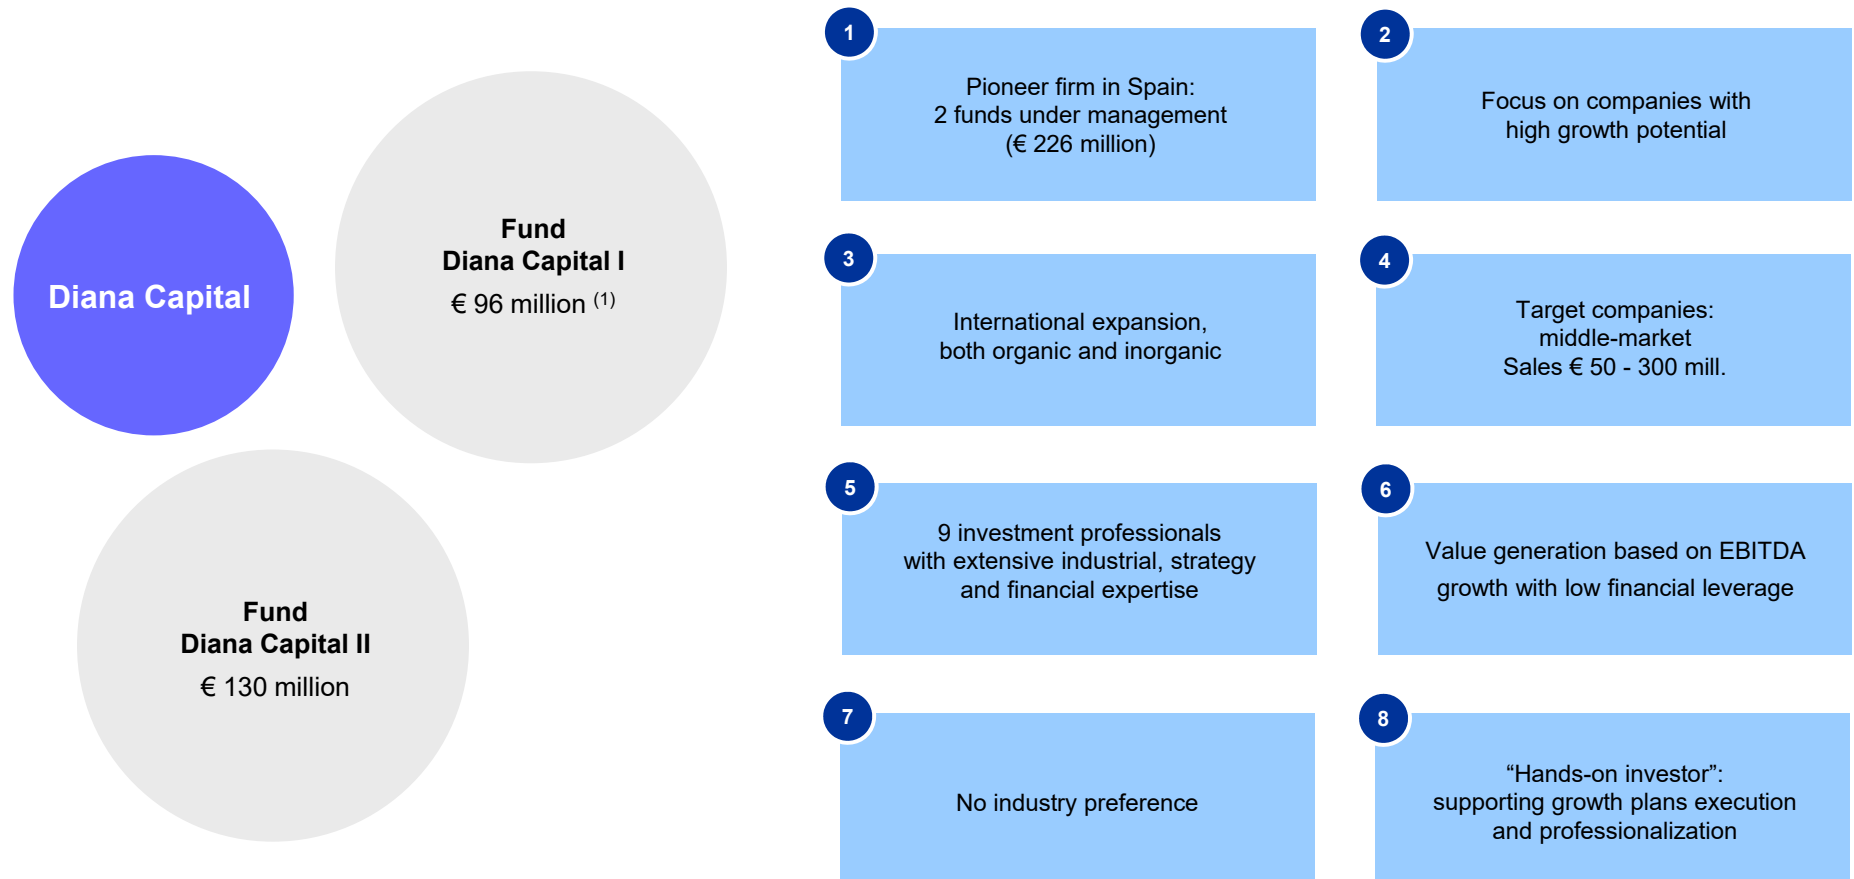 Diana Capital
Fund
Diana Capital I
€ 96 million (1)
Fund
Diana Capital II
€ 130 million
1
Pioneer firm in Spain:
2 funds under management
(€ 226 million)
2
Focus on companies with
high growth potential
3
International expansion,
both organic and inorganic
4
Target companies:
middle-market
Sales € 50 - 300 mill.
5
9 investment professionals
with extensive industrial, strategy
and financial expertise
6
Value generation based on EBITDA
growth with low financial leverage
7
No industry preference
8
“Hands-on investor”:
supporting growth plans execution
and professionalization